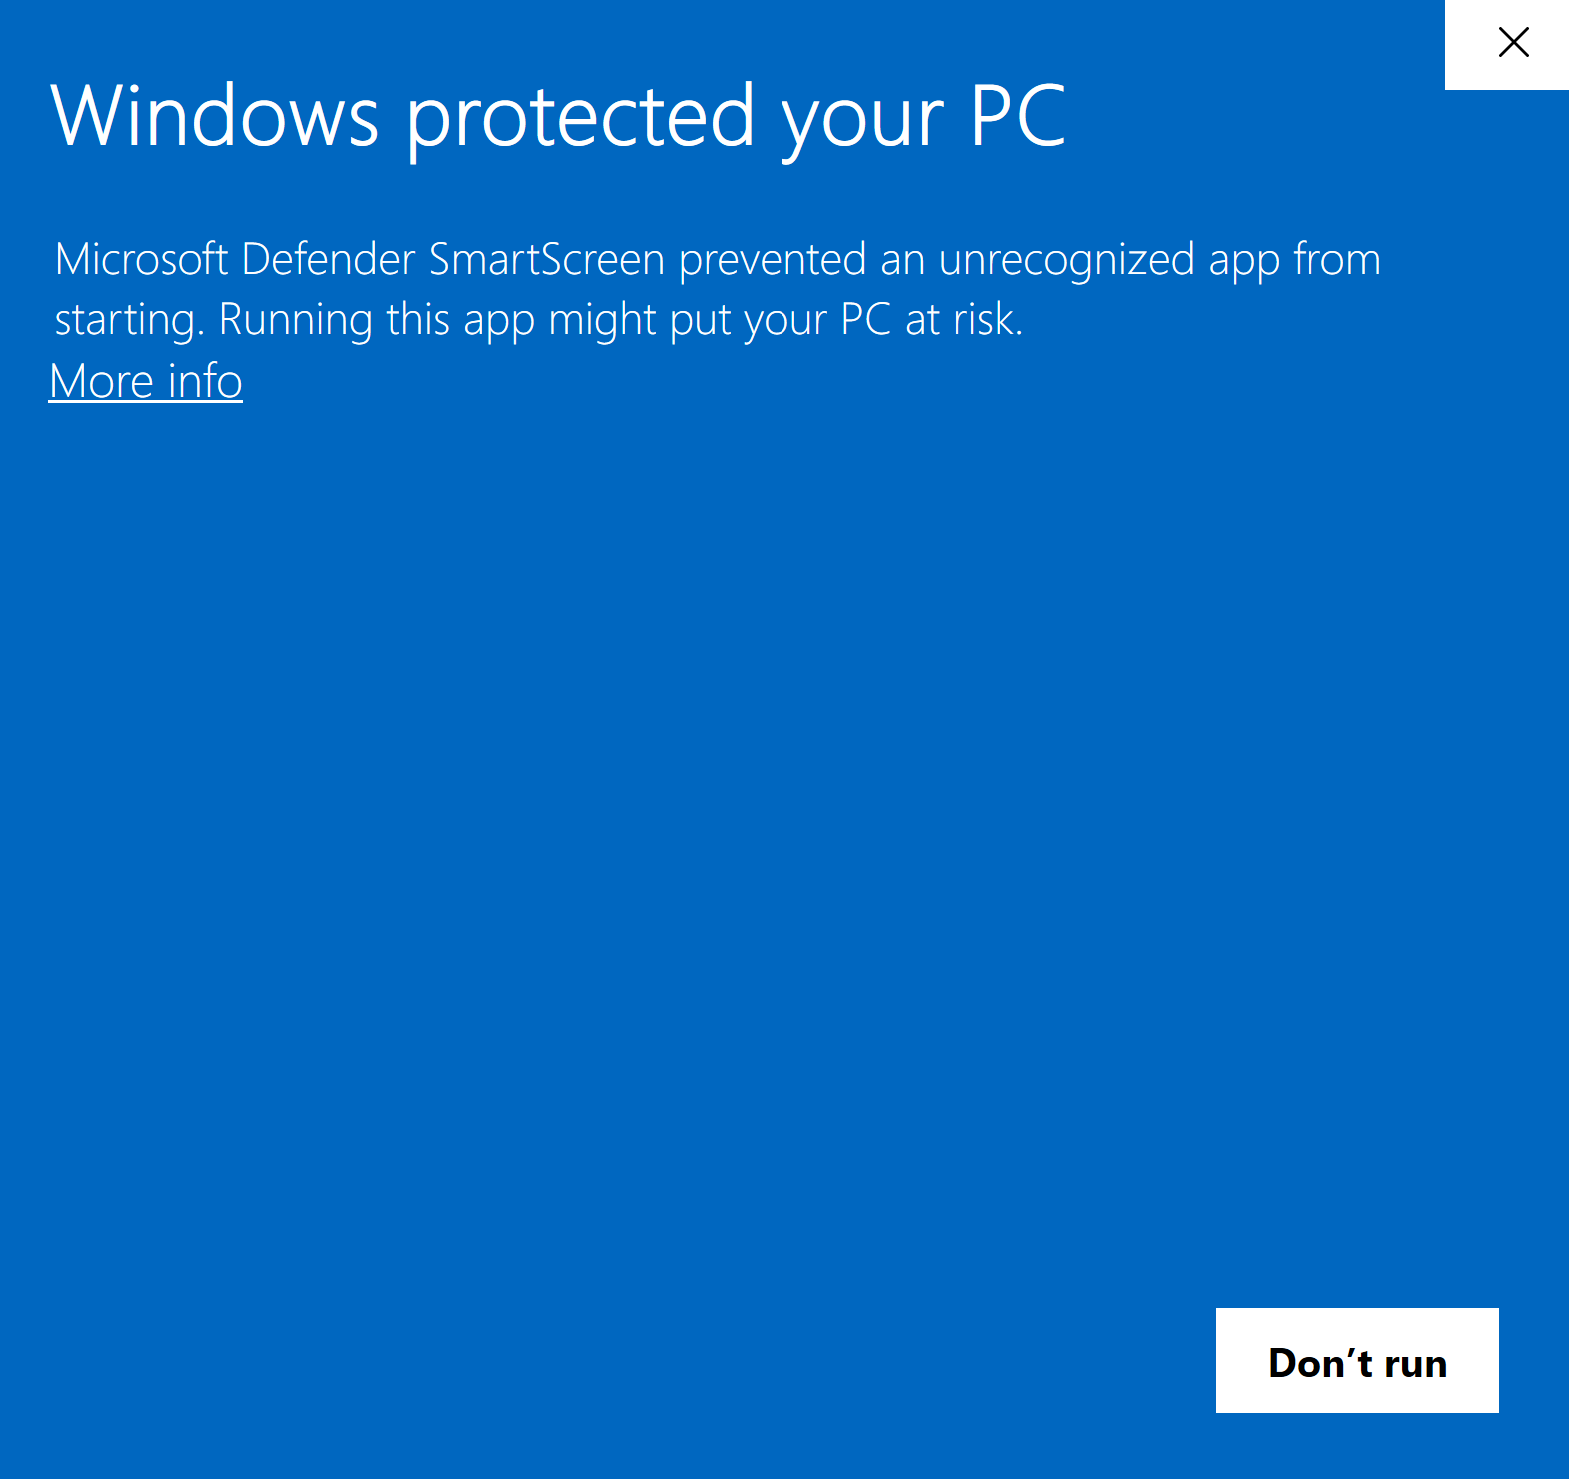 Windows protected your PC
Microsoft Defender SmartScreen prevented an unrecognized app from
starting. Running this app might put your PC at risk.
More info
Don’t run